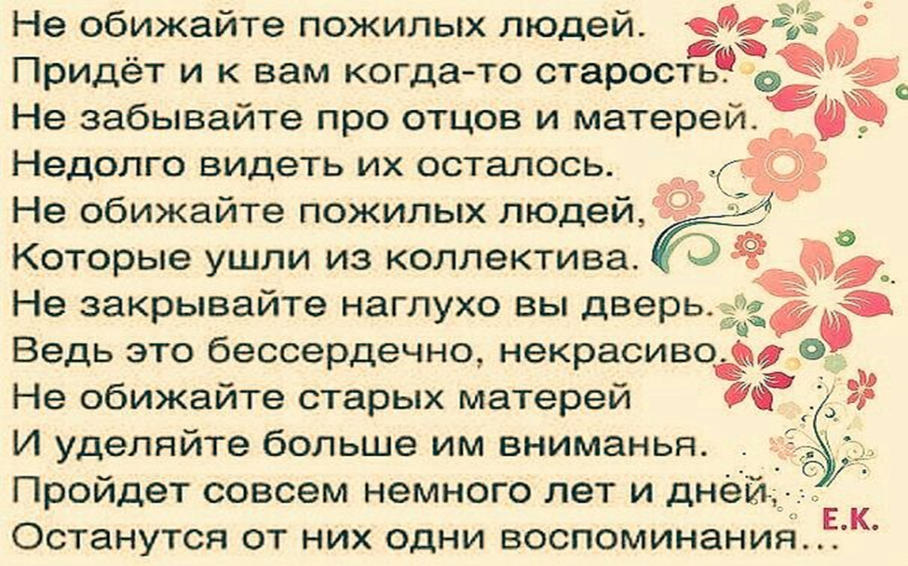 Не обижайте пожилых людей.
Придёт и к вам когда-то старость.
Не забывайте про отцов и матерей.
Недолго видеть их осталось.
Не обижайте пожилых людей,
Которые ушли из коллектива.
Не закрывайте наглухо вы дверь.
Ведь это бессердечно, некрасиво.
Не обижайте старых матерей
И уделяйте больше им вниманья.
Пройдет совсем немного лет и дней,
Останутся от них одни воспоминания...
Е.К.